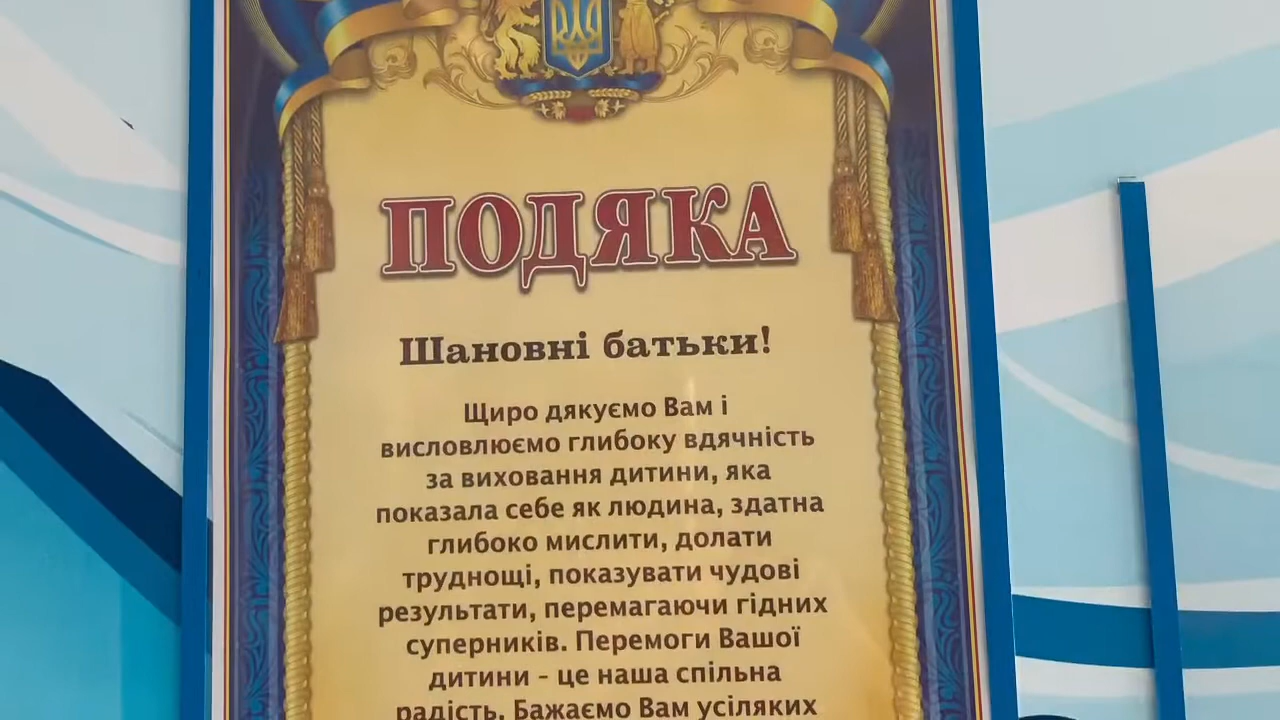 ПОДЯКА
Шановні батьки!
Щиро дякуємо Вам і
висловлюємо глибоку вдячність
за виховання дитини, яка
показала себе як людина, здатна
глибоко мислити, долати
труднощі, показувати чудові
результати, перемагаючи гідних
суперників. Перемоги Вашої
дитини – це наша спільна
радість. Бажаємо Вам усіляких